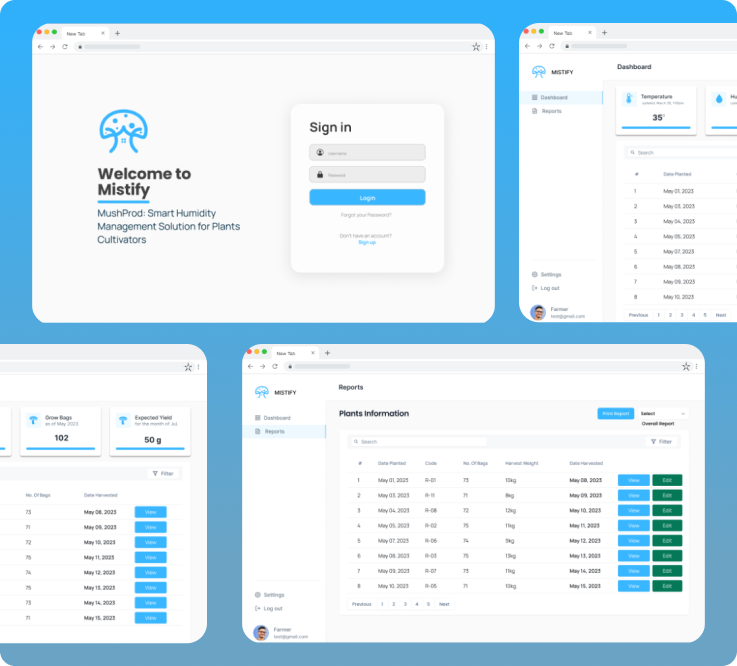 New Tab
Welcome to
Mistify
MushProd: Smart Humidity
Management Solution for Plants
Cultivators
Sign in
Username
Password
Login
Forgot your Password?
Don't have an account?
Sign up
New Tab
MISTIFY
Dashboard
Dashboard
Reports
Temperature
35°
Hu
Search
# Date Planted
1 May 01, 2023
2 May 03, 2023
3 May 04, 2023
4 May 05, 2023
5 May 07, 2023
6 May 08, 2023
7 May 09, 2023
8 May 10, 2023
Previous 1 2 3 4 5 Next
Settings
Log out
Farmer
test@gmail.com
Grow Bags
as of May 2023
102
Expected Yield
for the month of Jul.
50 g
Filter
No. Of Bags Date Harvested
73 May 08, 2023 View
71 May 09, 2023 View
72 May 10, 2023 View
75 May 11, 2023 View
74 May 12, 2023 View
75 May 13, 2023 View
73 May 14, 2023 View
71 May 15, 2023 View
New Tab
MISTIFY
Reports
Dashboard
Reports
Plants Information
Print Report
Select
Overall Report
Search
Filter
# Date Planted Code No. Of Bags Harvest Weight Date Harvested
1 May 01, 2023 R-01 73 10kg May 08, 2023 View Edit
2 May 03, 2023 R-11 71 8kg May 09, 2023 View Edit
3 May 04, 2023 R-08 72 12kg May 10, 2023 View Edit
4 May 05, 2023 R-02 75 11kg May 11, 2023 View Edit
5 May 07, 2023 R-06 74 9kg May 12, 2023 View Edit
6 May 08, 2023 R-03 75 13kg May 13, 2023 View Edit
7 May 09, 2023 R-07 73 11kg May 14, 2023 View Edit
8 May 10, 2023 R-05 71 10kg May 15, 2023 View Edit
Previous 1 2 3 4 5 Next
Settings
Log out
Farmer
test@gmail.com